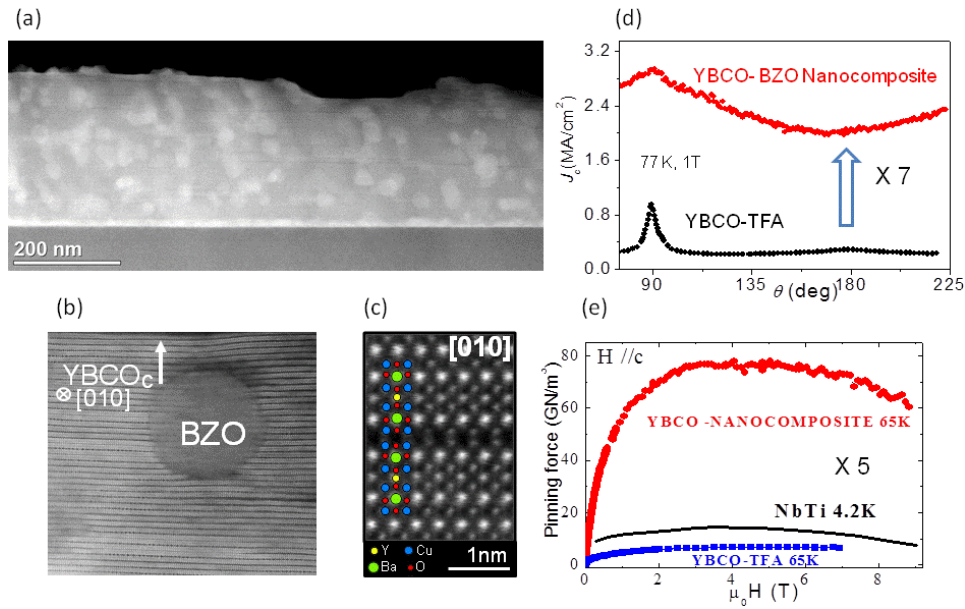 (a)
200 nm
(b)
YBCOc
⊗[010]
BZO
(c)
[010]
Y Cu
Ba O
1nm
(d)
3.2
2.4
1.6
0.8
0.0
Jc(MA/cm²)
YBCO- BZO Nanocomposite
77K, 1T
X 7
YBCO-TFA
90 135 180 225
θ (deg)
(e)
80
60
40
20
0
Pinning force (GN/m³)
H //c
YBCO -NANOCOMPOSITE 65K
X 5
NbTi 4.2K
YBCO-TFA 65K
0 2 4 6 8
μ₀H (T)